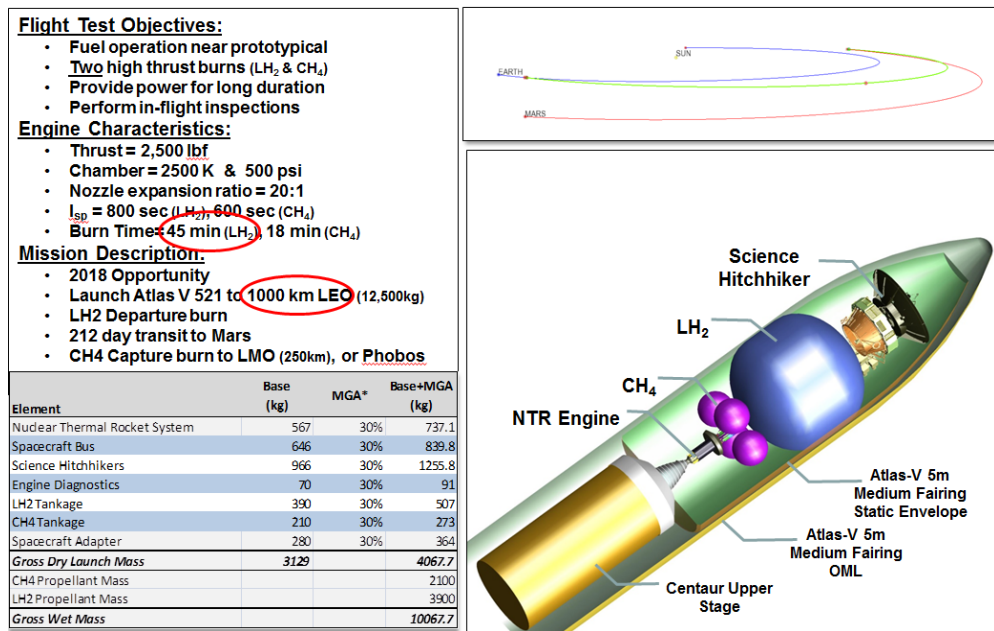 Flight Test Objectives:
• Fuel operation near prototypical
• Two high thrust burns (LH2 & CH4)
• Provide power for long duration
• Perform in-flight inspections
Engine Characteristics:
• Thrust = 2,500 lbf
• Chamber = 2500 K & 500 psi
• Nozzle expansion ratio = 20:1
• Isp = 800 sec (LH2), 600 sec (CH4)
• Burn Time= 45 min (LH2), 18 min (CH4)
Mission Description:
• 2018 Opportunity
• Launch Atlas V 521 to 1000 km LEO (12,500kg)
• LH2 Departure burn
• 212 day transit to Mars
• CH4 Capture burn to LMO (250km), or Phobos
Element Base (kg) MGA* Base+MGA (kg)
Nuclear Thermal Rocket System 567 30% 737.1
Spacecraft Bus 646 30% 839.8
Science Hitchhikers 966 30% 1255.8
Engine Diagnostics 70 30% 91
LH2 Tankage 390 30% 507
CH4 Tankage 210 30% 273
Spacecraft Adapter 280 30% 364
Gross Dry Launch Mass 3129 4067.7
CH4 Propellant Mass 2100
LH2 Propellant Mass 3900
Gross Wet Mass 10067.7
SUN
EARTH
MARS
Science
Hitchhiker
LH2
CH4
NTR Engine
Atlas-V 5m
Medium Fairing
Static Envelope
Atlas-V 5m
Medium Fairing
OML
Centaur Upper
Stage